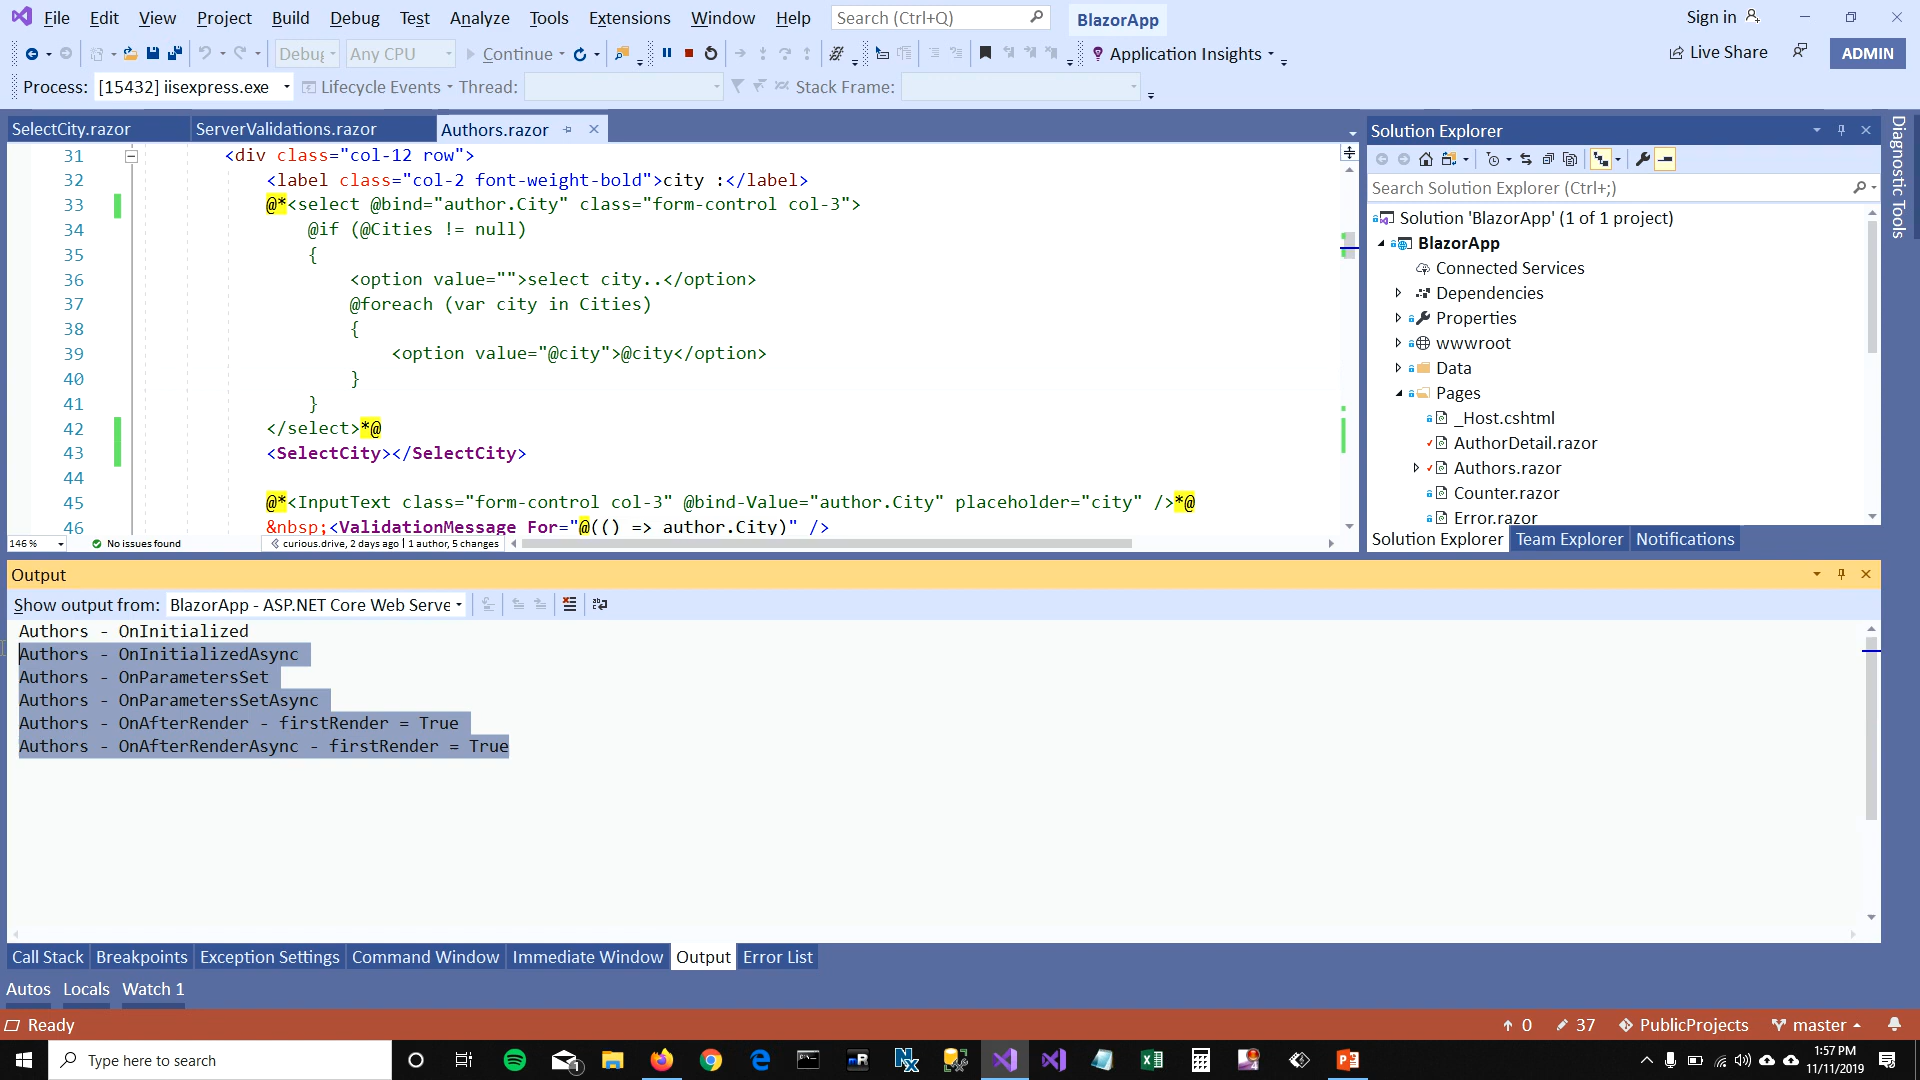 File Edit View Project Build Debug Test Analyze Tools Extensions Window Help Search (Ctrl+Q) BlazorApp Sign in
Debug Any CPU Continue Application Insights Live Share ADMIN
Process: [15432] iisexpress.exe Lifecycle Events Thread: Stack Frame:
SelectCity.razor ServerValidations.razor Authors.razor
31 <div class="col-12 row">
32 <label class="col-2 font-weight-bold">city :</label>
33 @*<select @bind="author.City" class="form-control col-3">
34 @if (@Cities != null)
35 {
36 <option value="">select city..</option>
37 @foreach (var city in Cities)
38 {
39 <option value="@city">@city</option>
40 }
41 }
42 </select>*@
43 <SelectCity></SelectCity>
44
45 @*<InputText class="form-control col-3" @bind-Value="author.City" placeholder="city" />*@
46 &nbsp;<ValidationMessage For="@(() => author.City)" />
146 % No issues found curious.drive, 2 days ago | 1 author, 5 changes
Solution Explorer
Search Solution Explorer (Ctrl+;)
Solution 'BlazorApp' (1 of 1 project)
BlazorApp
Connected Services
Dependencies
Properties
wwwroot
Data
Pages
_Host.cshtml
AuthorDetail.razor
Authors.razor
Counter.razor
Error.razor
Solution Explorer Team Explorer Notifications
Diagnostic Tools
Output
Show output from: BlazorApp - ASP.NET Core Web Serve
Authors - OnInitialized
Authors - OnInitializedAsync
Authors - OnParametersSet
Authors - OnParametersSetAsync
Authors - OnAfterRender - firstRender = True
Authors - OnAfterRenderAsync - firstRender = True
Call Stack Breakpoints Exception Settings Command Window Immediate Window Output Error List
Autos Locals Watch 1
Ready 0 37 PublicProjects master
Type here to search
1:57 PM
11/11/2019